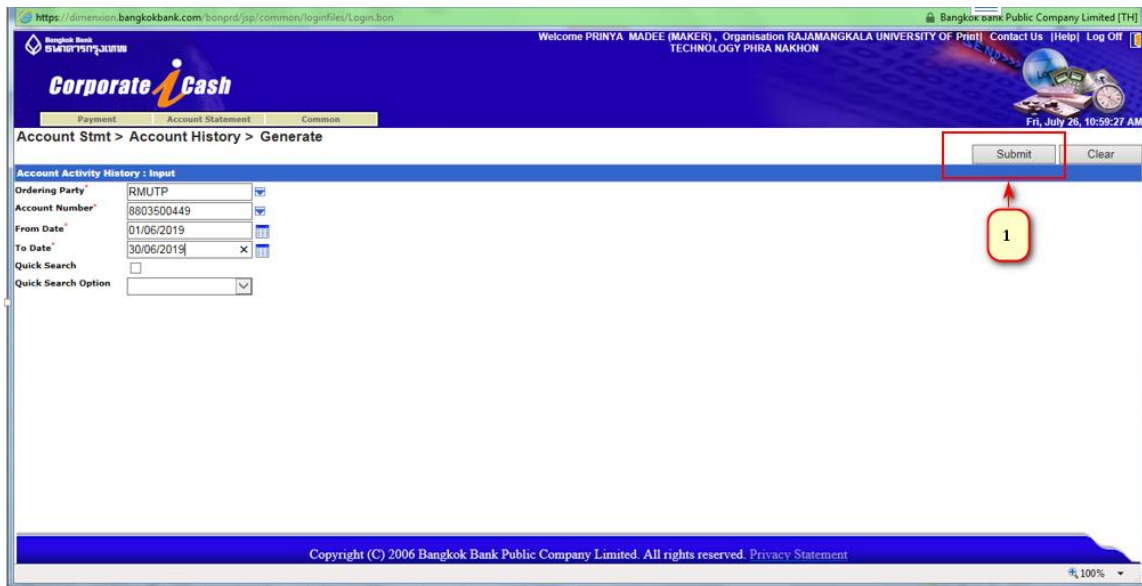 https://dimension.bangkokbank.com/bonprd/jsp/common/loginfiles/Login.bon
Bangkok Bank Public Company Limited [TH]
Bangkok Bank
ธนาคารกรุงเทพ
Welcome PRINYA MADEE (MAKER) , Organisation RAJAMANGKALA UNIVERSITY OF
TECHNOLOGY PHRA NAKHON
Print| Contact Us |Help| Log Off
Corporate iCash
Payment Account Statement Common
Fri, July 26, 10:59:27 AM
Account Stmt > Account History > Generate
Submit Clear
Account Activity History : Input
Ordering Party* RMUTP
Account Number* 8803500449
From Date* 01/06/2019
To Date* 30/06/2019
Quick Search
Quick Search Option
1
Copyright (C) 2006 Bangkok Bank Public Company Limited. All rights reserved. Privacy Statement
100%